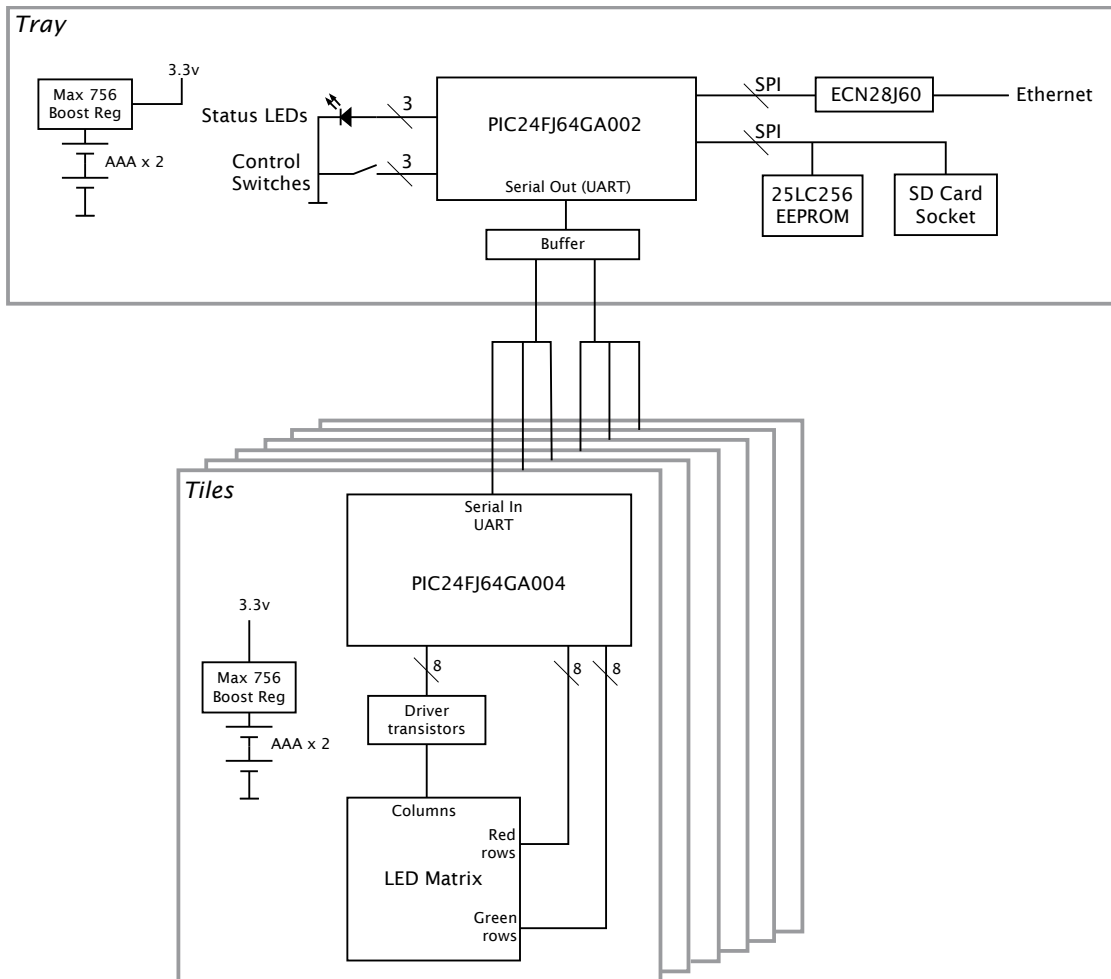 Tray
3.3v
Max 756
Boost Reg
AAA x 2
Status LEDs
3
Control
Switches
3
PIC24FJ64GA002
Serial Out (UART)
SPI
ECN28J60
Ethernet
SPI
25LC256
EEPROM
SD Card
Socket
Buffer
Tiles
Serial In
UART
PIC24FJ64GA004
3.3v
Max 756
Boost Reg
AAA x 2
8
8
8
Driver
transistors
Columns
Red
rows
LED Matrix
Green
rows